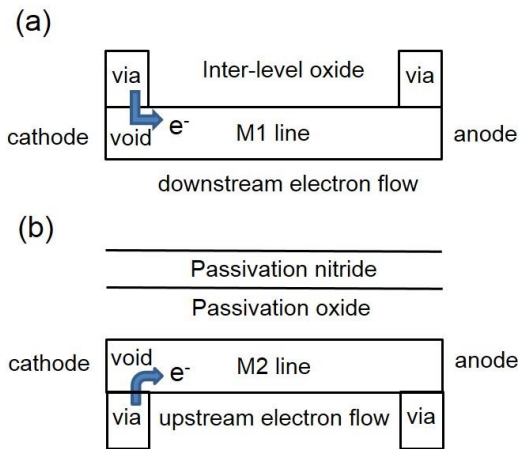 (a)
via Inter-level oxide via
e-
cathode void M1 line anode
downstream electron flow
(b)
Passivation nitride
Passivation oxide
cathode void e- M2 line anode
via upstream electron flow via